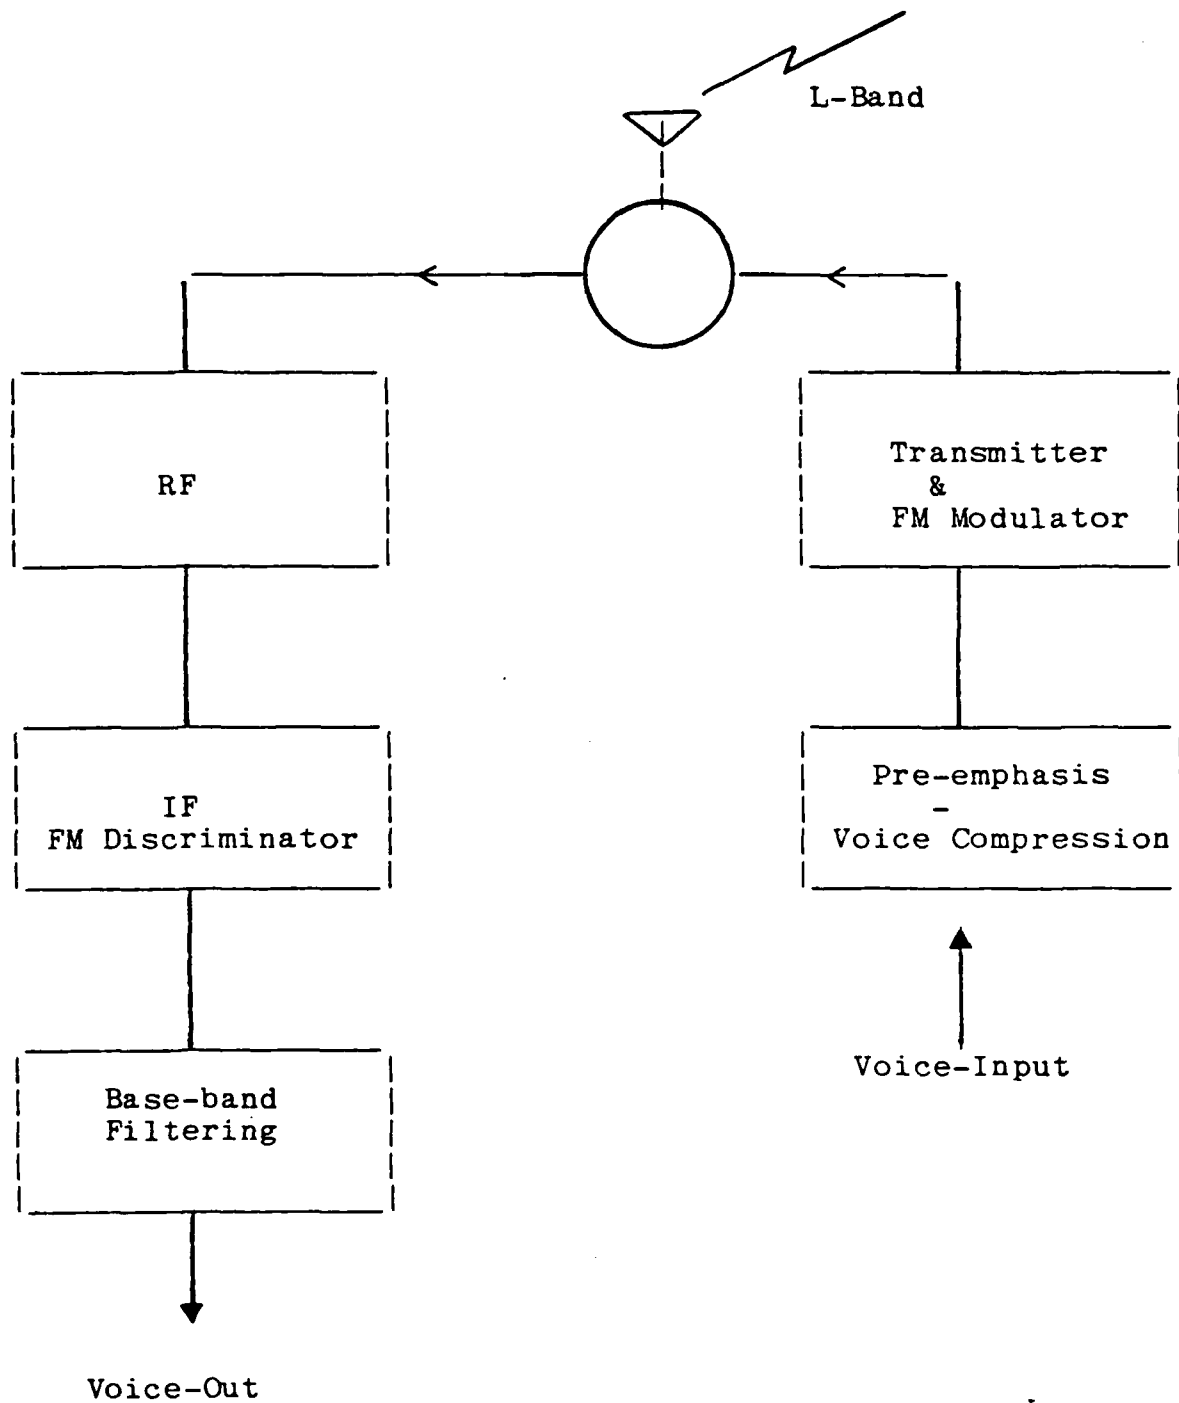 L-Band
RF
Transmitter
&
FM Modulator
IF
FM Discriminator
Pre-emphasis
-
Voice Compression
Base-band
Filtering
Voice-Input
Voice-Out